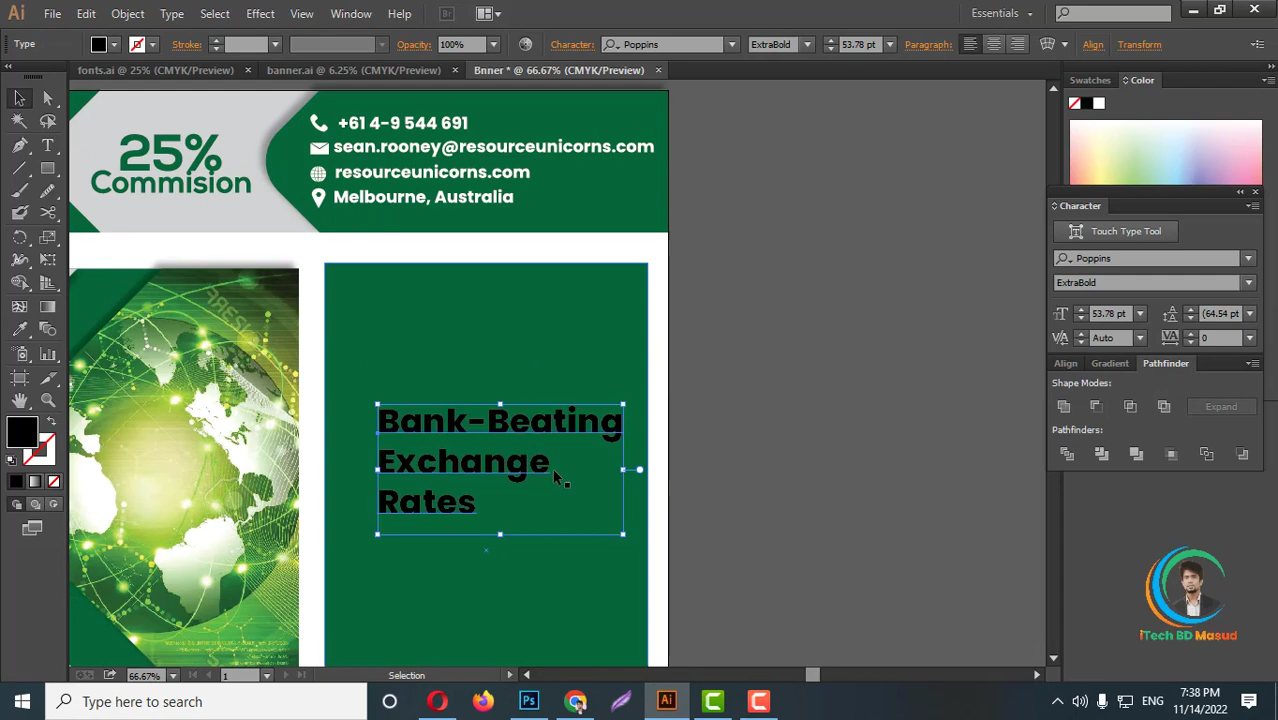 Ai File Edit Object Type Select Effect View Window Help Br Essentials
Type Stroke: Opacity: 100% Character: Poppins ExtraBold 53.78 pt Paragraph: Align Transform
fonts.ai @ 25% (CMYK/Preview) × banner.ai @ 6.25% (CMYK/Preview) × Bnner * @ 66.67% (CMYK/Preview) ×
Swatches Color
25%
Commision
+61 4-9 544 691
sean.rooney@resourceunicorns.com
resourceunicorns.com
Melbourne, Australia
Character
Touch Type Tool
Poppins
ExtraBold
53.78 pt (64.54 pt
Auto 0
Align Gradient Pathfinder
Shape Modes:
Expand
Pathfinders:
Bank-Beating
Exchange
Rates
iTech BD Masud
66.67% 1 Selection
Type here to search
Ps Ai
ENG
7:38 PM
11/14/2022